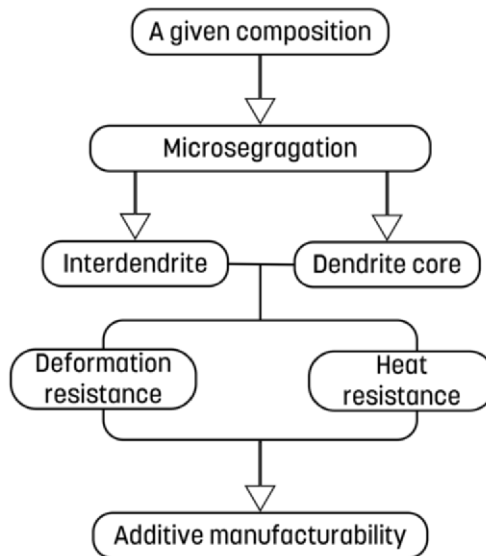 A given composition
Microsegragation
Interdendrite
Dendrite core
Deformation
resistance
Heat
resistance
Additive manufacturability